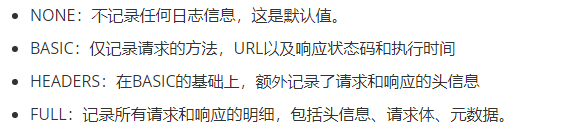 • NONE：不记录任何日志信息，这是默认值。
• BASIC：仅记录请求的方法，URL以及响应状态码和执行时间
• HEADERS：在BASIC的基础上，额外记录了请求和响应的头信息
• FULL：记录所有请求和响应的明细，包括头信息、请求体、元数据。